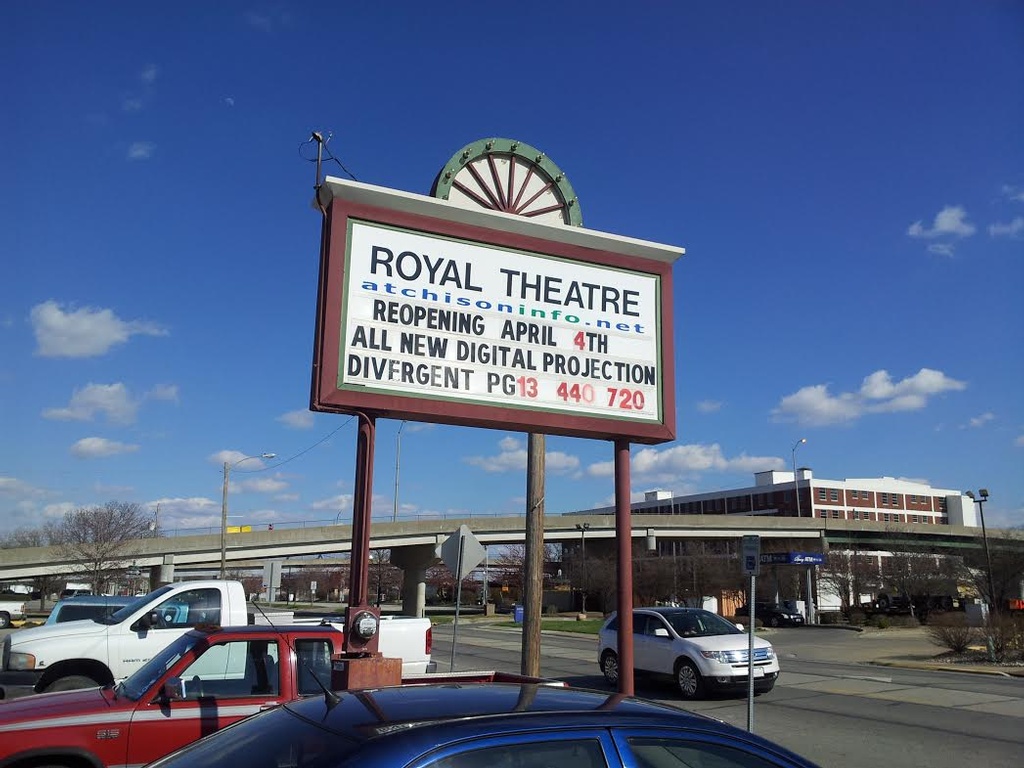 ROYAL THEATRE
atchisoninfo.net
REOPENING APRIL 4TH
ALL NEW DIGITAL PROJECTION
DIVERGENT PG13 440 720